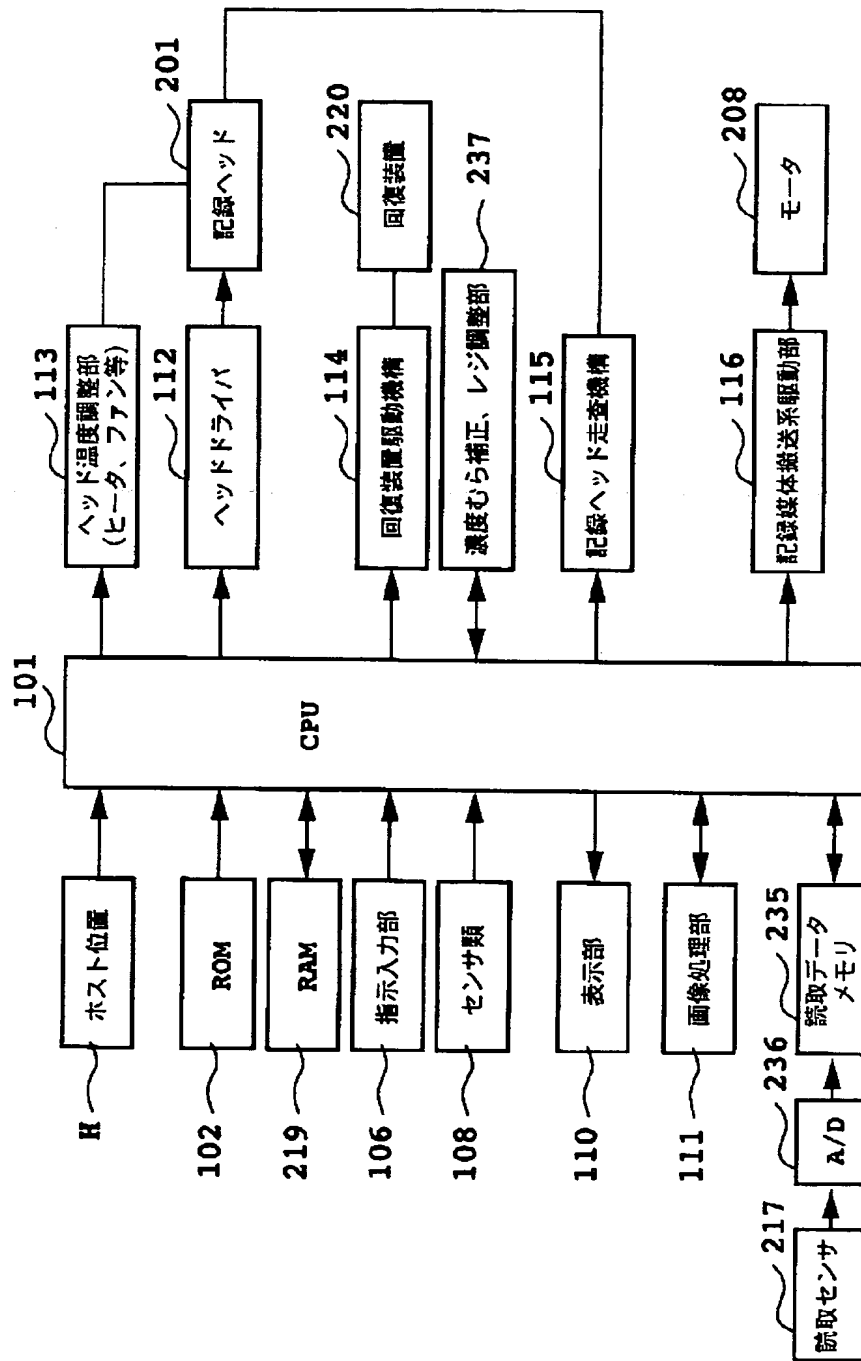 101
CPU
H
ホスト位置
102
ROM
219
RAM
106
指示入力部
108
センサ類
110
表示部
111
画像処理部
217
読取センサ
236
A/D
235
読取データ
メモリ
113
ヘッド温度調整部
(ヒータ、ファン等)
112
ヘッドドライバ
201
記録ヘッド
114
回復装置駆動機構
220
回復装置
237
濃度むら補正、レジ調整部
115
記録ヘッド走査機構
116
記録媒体搬送系駆動部
208
モータ